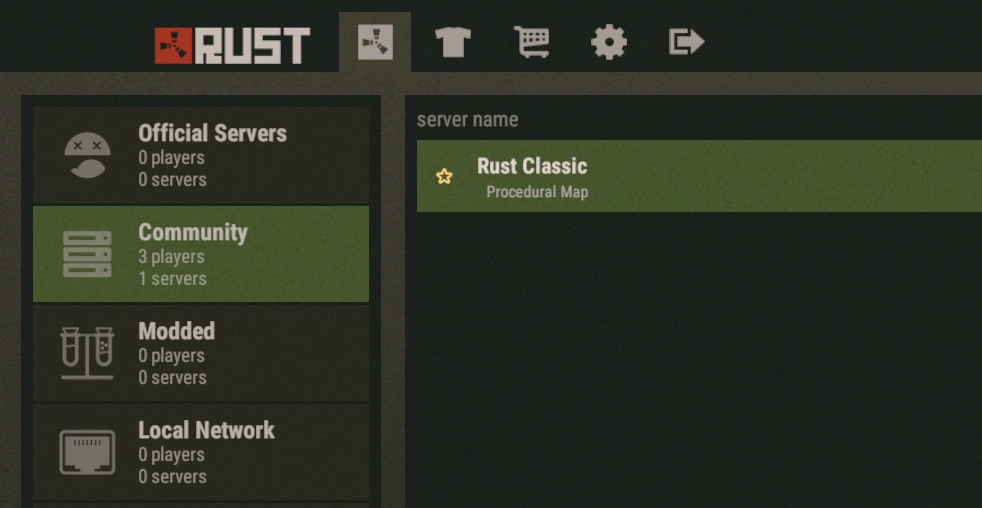 RUST
Official Servers
0 players
0 servers
Community
3 players
1 servers
Modded
0 players
0 servers
Local Network
0 players
0 servers
server name
Rust Classic
Procedural Map